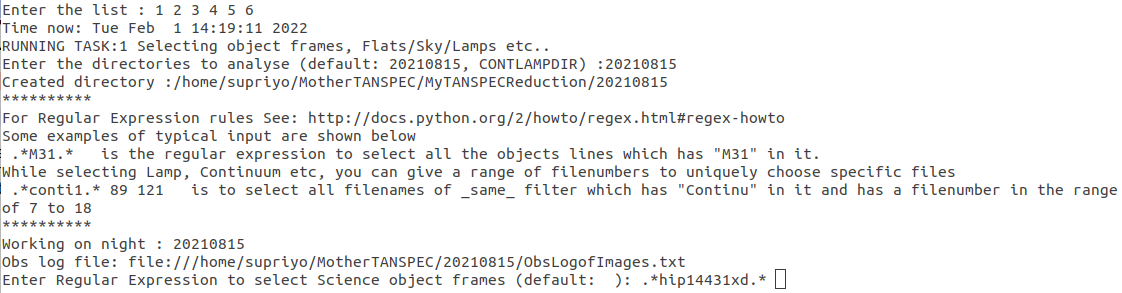 Enter the list : 1 2 3 4 5 6
Time now: Tue Feb  1 14:19:11 2022
RUNNING TASK:1 Selecting object frames, Flats/Sky/Lamps etc..
Enter the directories to analyse (default: 20210815, CONTLAMPDIR) :20210815
Created directory :/home/supriyo/MotherTANSPEC/MyTANSPECReduction/20210815
**********
For Regular Expression rules See: http://docs.python.org/2/howto/regex.html#regex-howto
Some examples of typical input are shown below
 .*M31.*   is the regular expression to select all the objects lines which has "M31" in it.
While selecting Lamp, Continuum etc, you can give a range of filenumbers to uniquely choose specific files
 .*conti1.* 89 121   is to select all filenames of _same_ filter which has "Continu" in it and has a filenumber in the range
of 7 to 18
**********
Working on night : 20210815
Obs log file: file:///home/supriyo/MotherTANSPEC/20210815/ObsLogofImages.txt
Enter Regular Expression to select Science object frames (default:  ): .*hip14431xd.*